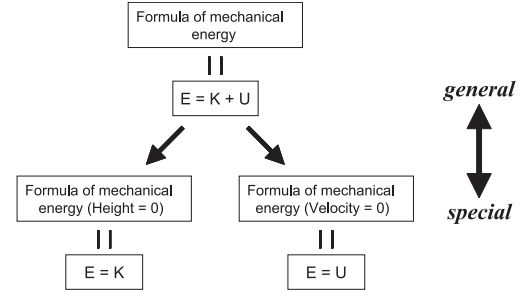 Formula of mechanical
energy
E = K + U
general
Formula of mechanical
energy (Height = 0)
Formula of mechanical
energy (Velocity = 0)
special
E = K
E = U